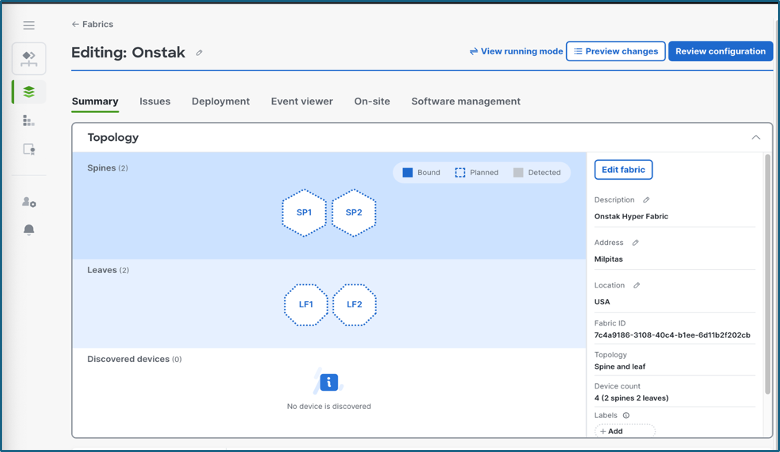 ← Fabrics
Editing: Onstak
View running mode
Preview changes
Review configuration
Summary
Issues
Deployment
Event viewer
On-site
Software management
Topology
Spines (2)
Bound
Planned
Detected
SP1
SP2
Leaves (2)
LF1
LF2
Discovered devices (0)
No device is discovered
Edit fabric
Description
Onstak Hyper Fabric
Address
Milpitas
Location
USA
Fabric ID
7c4a9186-3108-40c4-b1ee-6d11b2f202cb
Topology
Spine and leaf
Device count
4 (2 spines 2 leaves)
Labels
+ Add